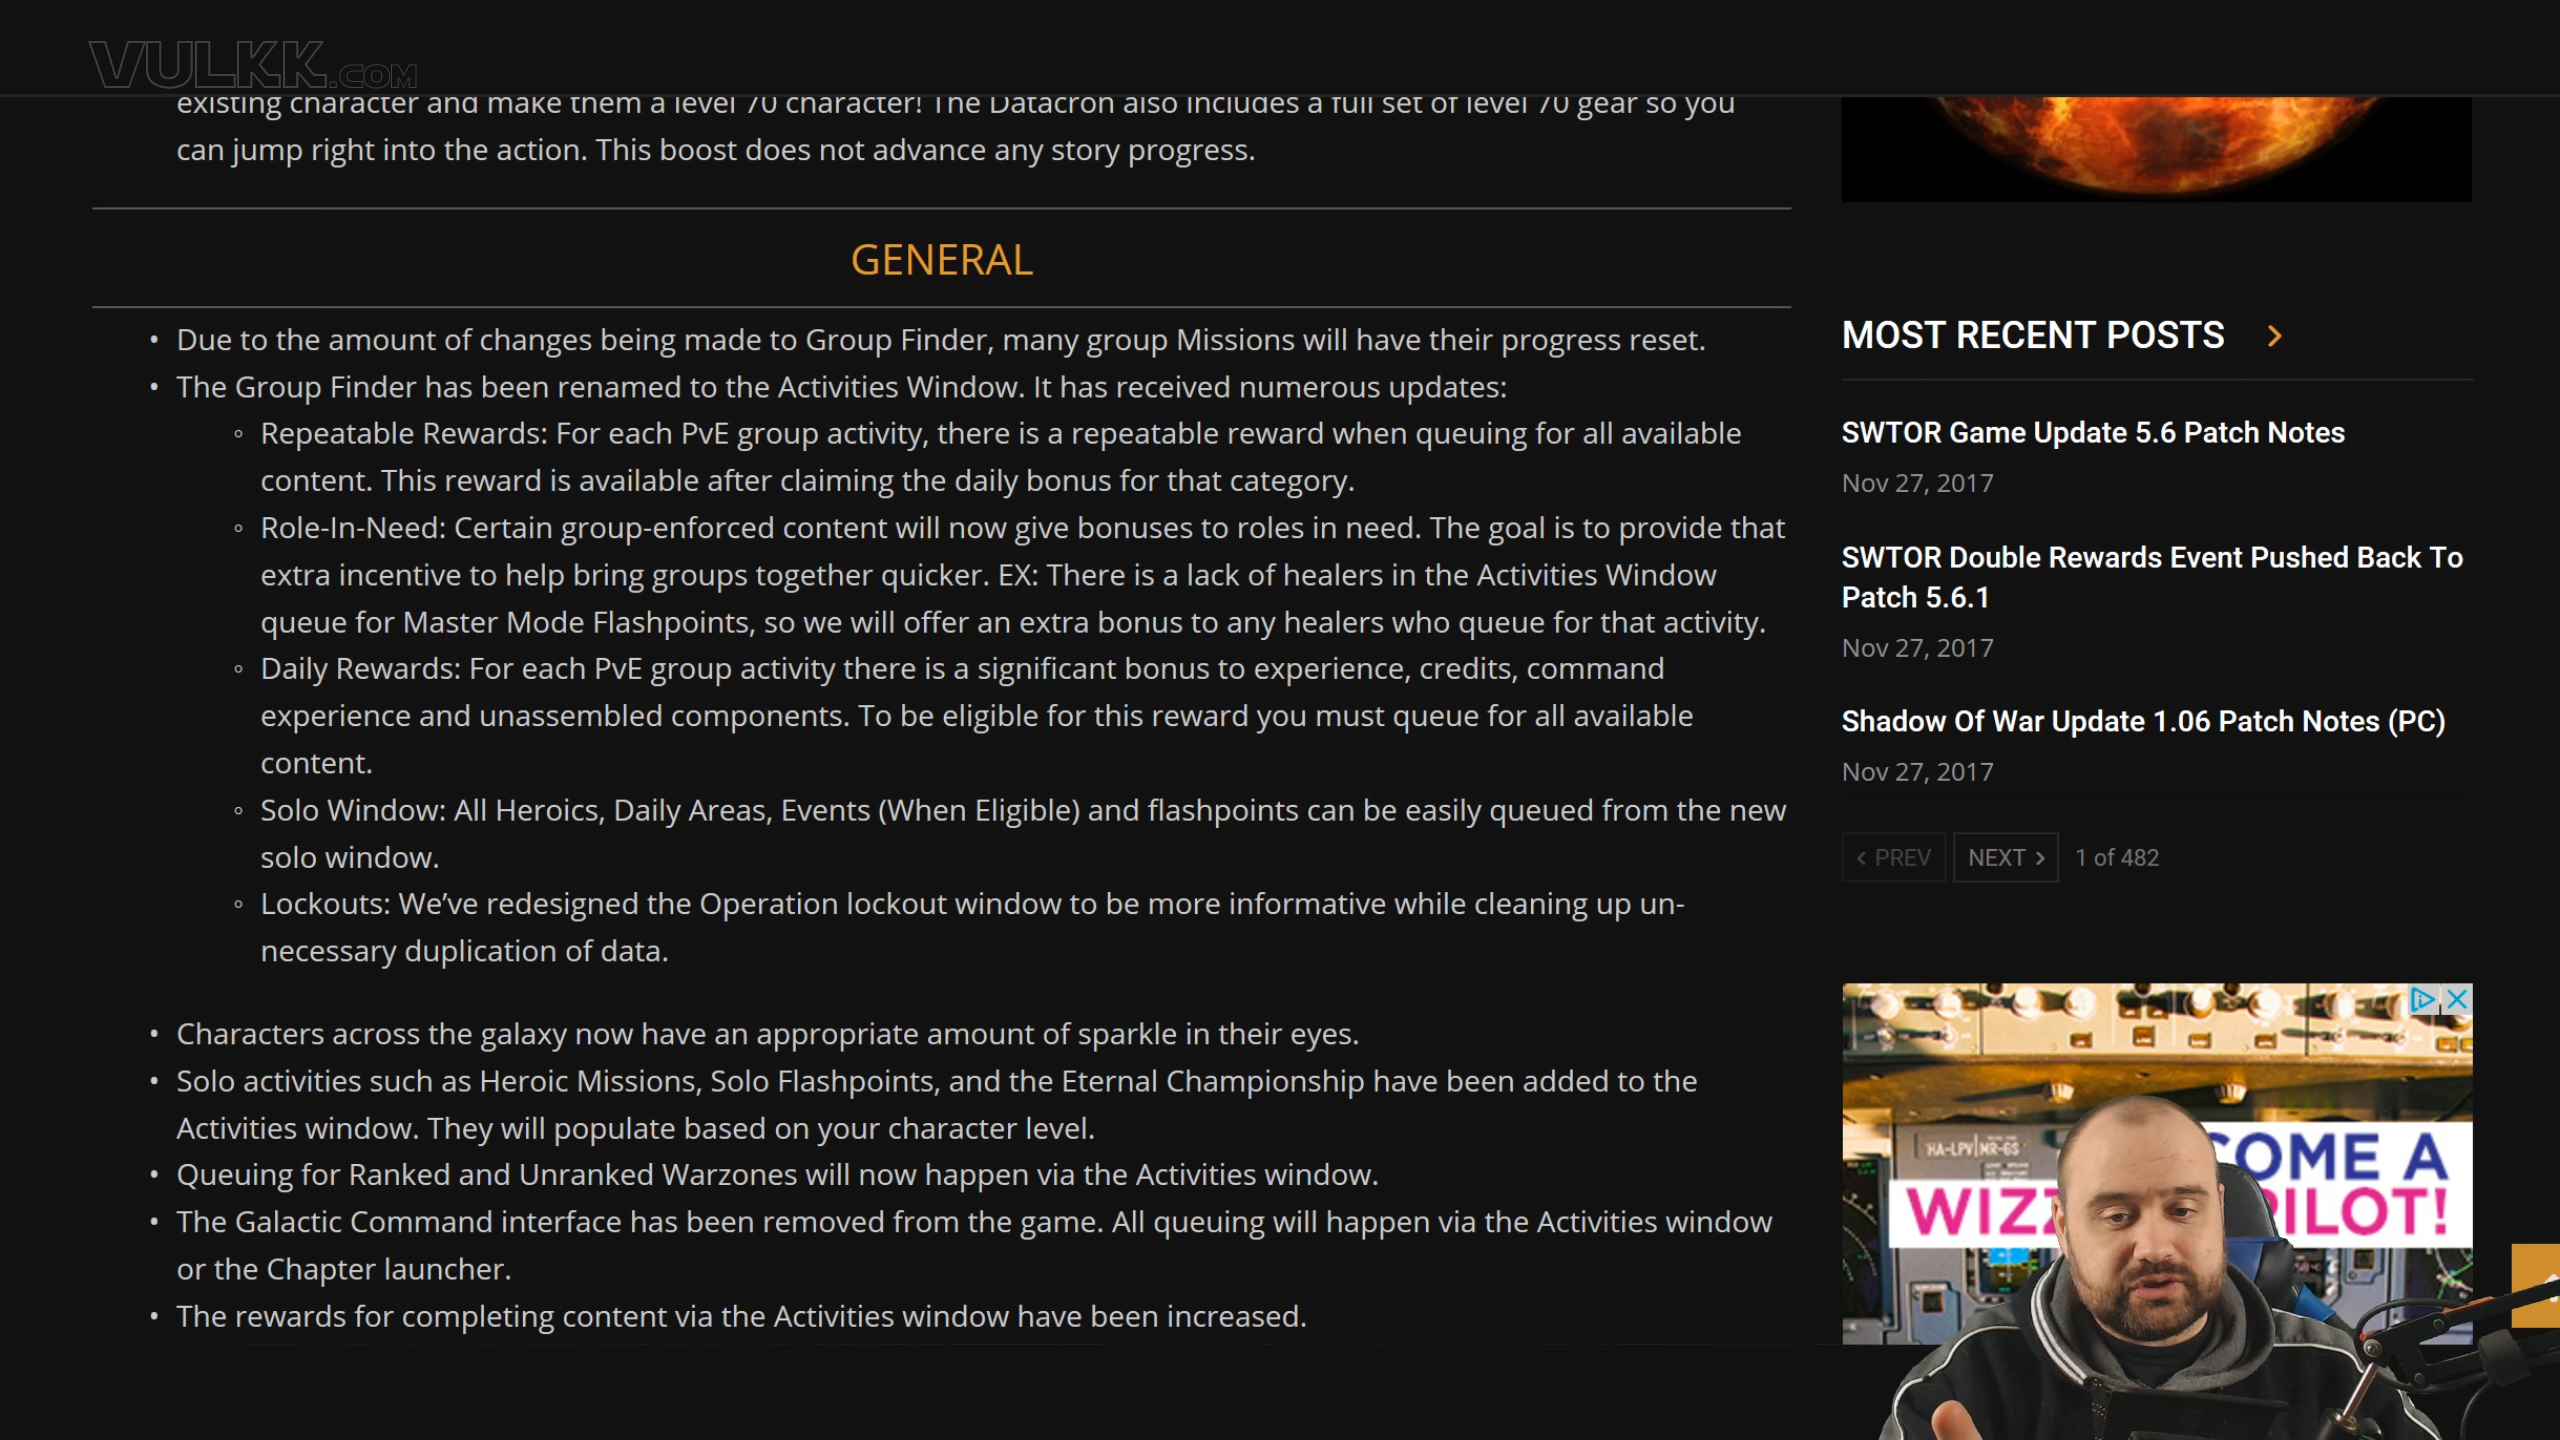 VULKK.COM
existing character and make them a level 70 character! The Datacron also includes a full set of level 70 gear so you
can jump right into the action. This boost does not advance any story progress.
GENERAL
• Due to the amount of changes being made to Group Finder, many group Missions will have their progress reset.
• The Group Finder has been renamed to the Activities Window. It has received numerous updates:
◦ Repeatable Rewards: For each PvE group activity, there is a repeatable reward when queuing for all available
content. This reward is available after claiming the daily bonus for that category.
◦ Role-In-Need: Certain group-enforced content will now give bonuses to roles in need. The goal is to provide that
extra incentive to help bring groups together quicker. EX: There is a lack of healers in the Activities Window
queue for Master Mode Flashpoints, so we will offer an extra bonus to any healers who queue for that activity.
◦ Daily Rewards: For each PvE group activity there is a significant bonus to experience, credits, command
experience and unassembled components. To be eligible for this reward you must queue for all available
content.
◦ Solo Window: All Heroics, Daily Areas, Events (When Eligible) and flashpoints can be easily queued from the new
solo window.
◦ Lockouts: We’ve redesigned the Operation lockout window to be more informative while cleaning up un-
necessary duplication of data.
• Characters across the galaxy now have an appropriate amount of sparkle in their eyes.
• Solo activities such as Heroic Missions, Solo Flashpoints, and the Eternal Championship have been added to the
Activities window. They will populate based on your character level.
• Queuing for Ranked and Unranked Warzones will now happen via the Activities window.
• The Galactic Command interface has been removed from the game. All queuing will happen via the Activities window
or the Chapter launcher.
• The rewards for completing content via the Activities window have been increased.
MOST RECENT POSTS
SWTOR Game Update 5.6 Patch Notes
Nov 27, 2017
SWTOR Double Rewards Event Pushed Back To
Patch 5.6.1
Nov 27, 2017
Shadow Of War Update 1.06 Patch Notes (PC)
Nov 27, 2017
PREV NEXT 1 of 482
HA-LPV MR-GS
OME A
WIZZ PILOT!